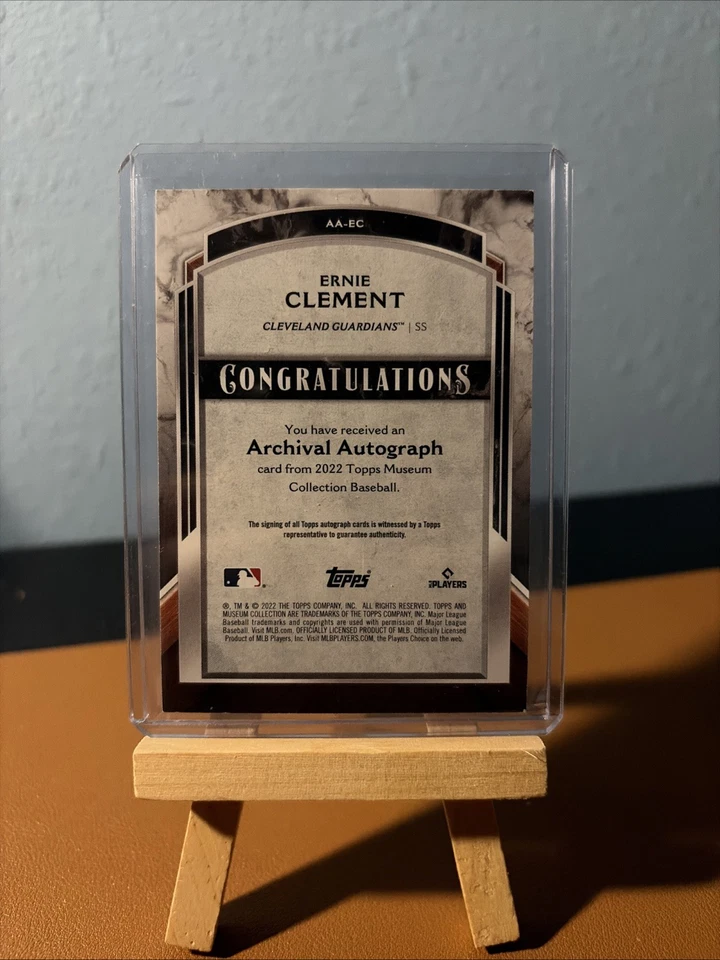 AA-EC
ERNIE
CLEMENT
CLEVELAND GUARDIANS™ | SS
CONGRATULATIONS
You have received an
Archival Autograph
card from 2022 Topps Museum
Collection Baseball.
The signing of all Topps autograph cards is witnessed by a Topps
representative to guarantee authenticity.
Topps® PLAYERS
®, TM & © 2022 THE TOPPS COMPANY, INC. ALL RIGHTS RESERVED. TOPPS AND
MUSEUM COLLECTION ARE TRADEMARKS OF THE TOPPS COMPANY, INC. Major League
Baseball trademarks and copyrights are used with permission of Major League
Baseball. Visit MLB.com. OFFICIALLY LICENSED PRODUCT OF MLB. Officially Licensed
Product of MLB Players, Inc. Visit MLBPLAYERS.COM, the Players Choice on the web.